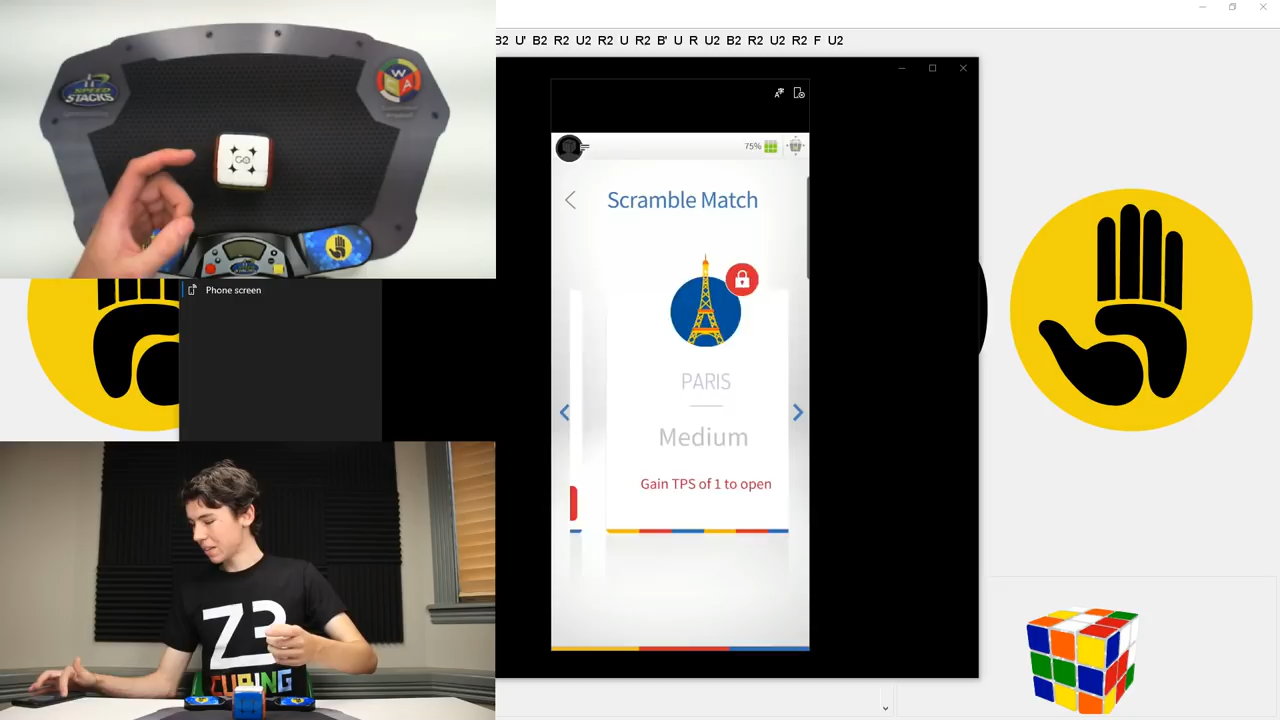 B2 U' B2 R2 U2 R2 U R2 B' U R U2 B2 R2 U2 R2 F U2
SPEED
STACKS
W
C A
GO
75%
Scramble Match
PARIS
Medium
Gain TPS of 1 to open
Phone screen
Z3
CUBING